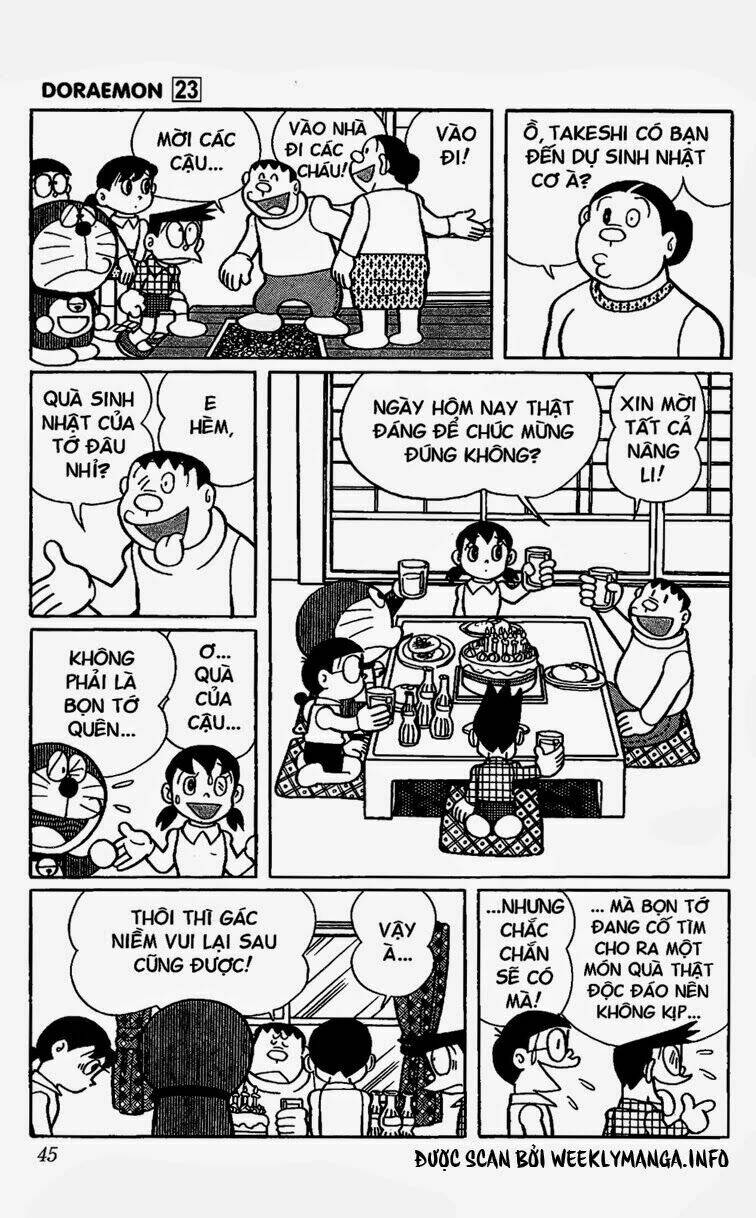 DORAEMON 23
Ồ, TAKESHI CÓ BẠN
ĐẾN DỰ SINH NHẬT
CƠ À?
VÀO
ĐI!
VÀO NHÀ
ĐI CÁC
CHÁU!
MỜI CÁC
CẬU...
XIN MỜI
TẤT CẢ
NÂNG
LI!
NGÀY HÔM NAY THẬT
ĐÁNG ĐỂ CHÚC MỪNG
ĐÚNG KHÔNG?
E
HÈM,
QUÀ SINH
NHẬT CỦA
TỚ ĐÂU
NHỈ?
Ơ...
QUÀ
CỦA
CẬU...
KHÔNG
PHẢI LÀ
BỌN TỚ
QUÊN...
... MÀ BỌN TỚ
ĐANG CỐ TÌM
CHO RA MỘT
MÓN QUÀ THẬT
ĐỘC ĐÁO NÊN
KHÔNG KỊP...
...NHƯNG
CHẮC
CHẮN
SẼ CÓ
MÀ!
VẬY
À...
THÔI THÌ GÁC
NIỀM VUI LẠI SAU
CŨNG ĐƯỢC!
45
ĐƯỢC SCAN BỞI WEEKLYMANGA.INFO